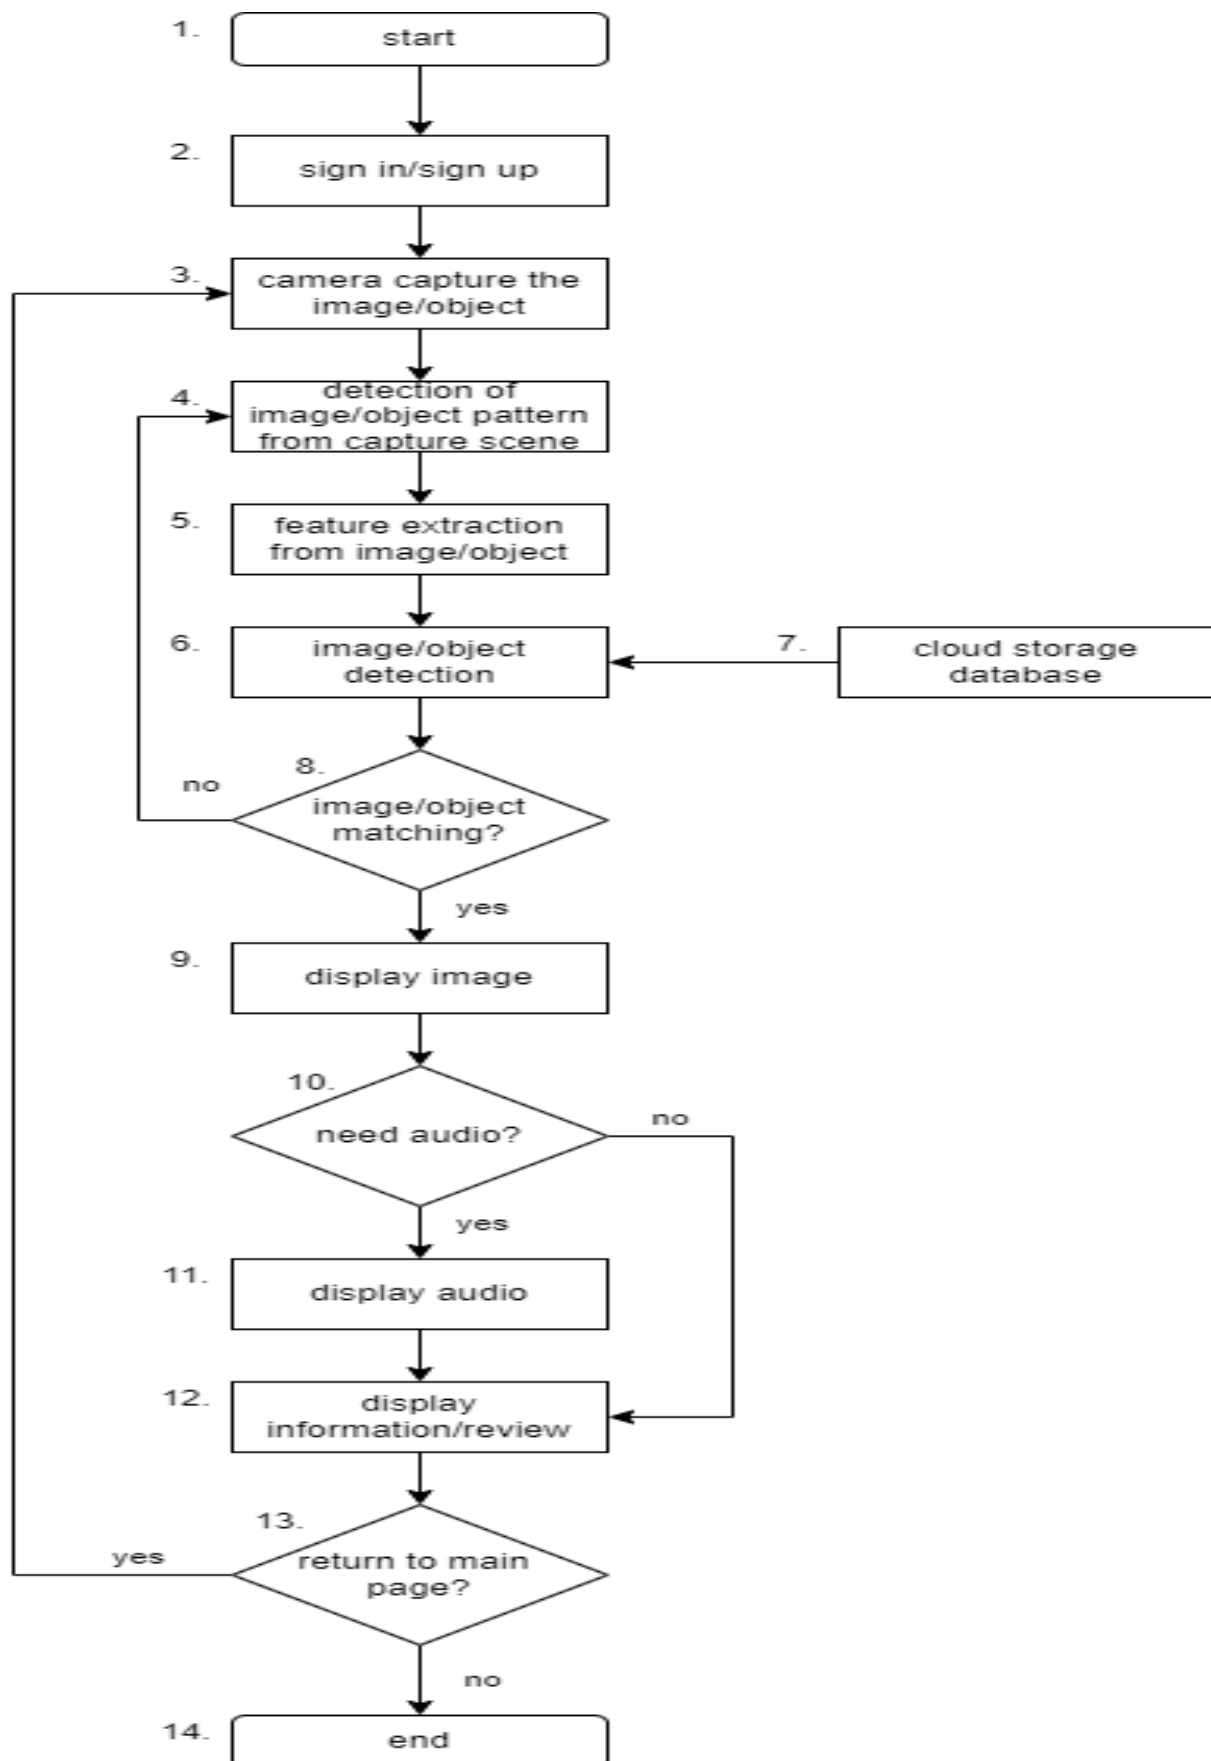 1.
start
2.
sign in/sign up
3.
camera capture the
image/object
4.
detection of
image/object pattern
from capture scene
5.
feature extraction
from image/object
6.
image/object
detection
7.
cloud storage
database
8.
image/object
matching?
no
yes
9.
display image
10.
need audio?
no
yes
11.
display audio
12.
display
information/review
13.
return to main
page?
yes
no
14.
end